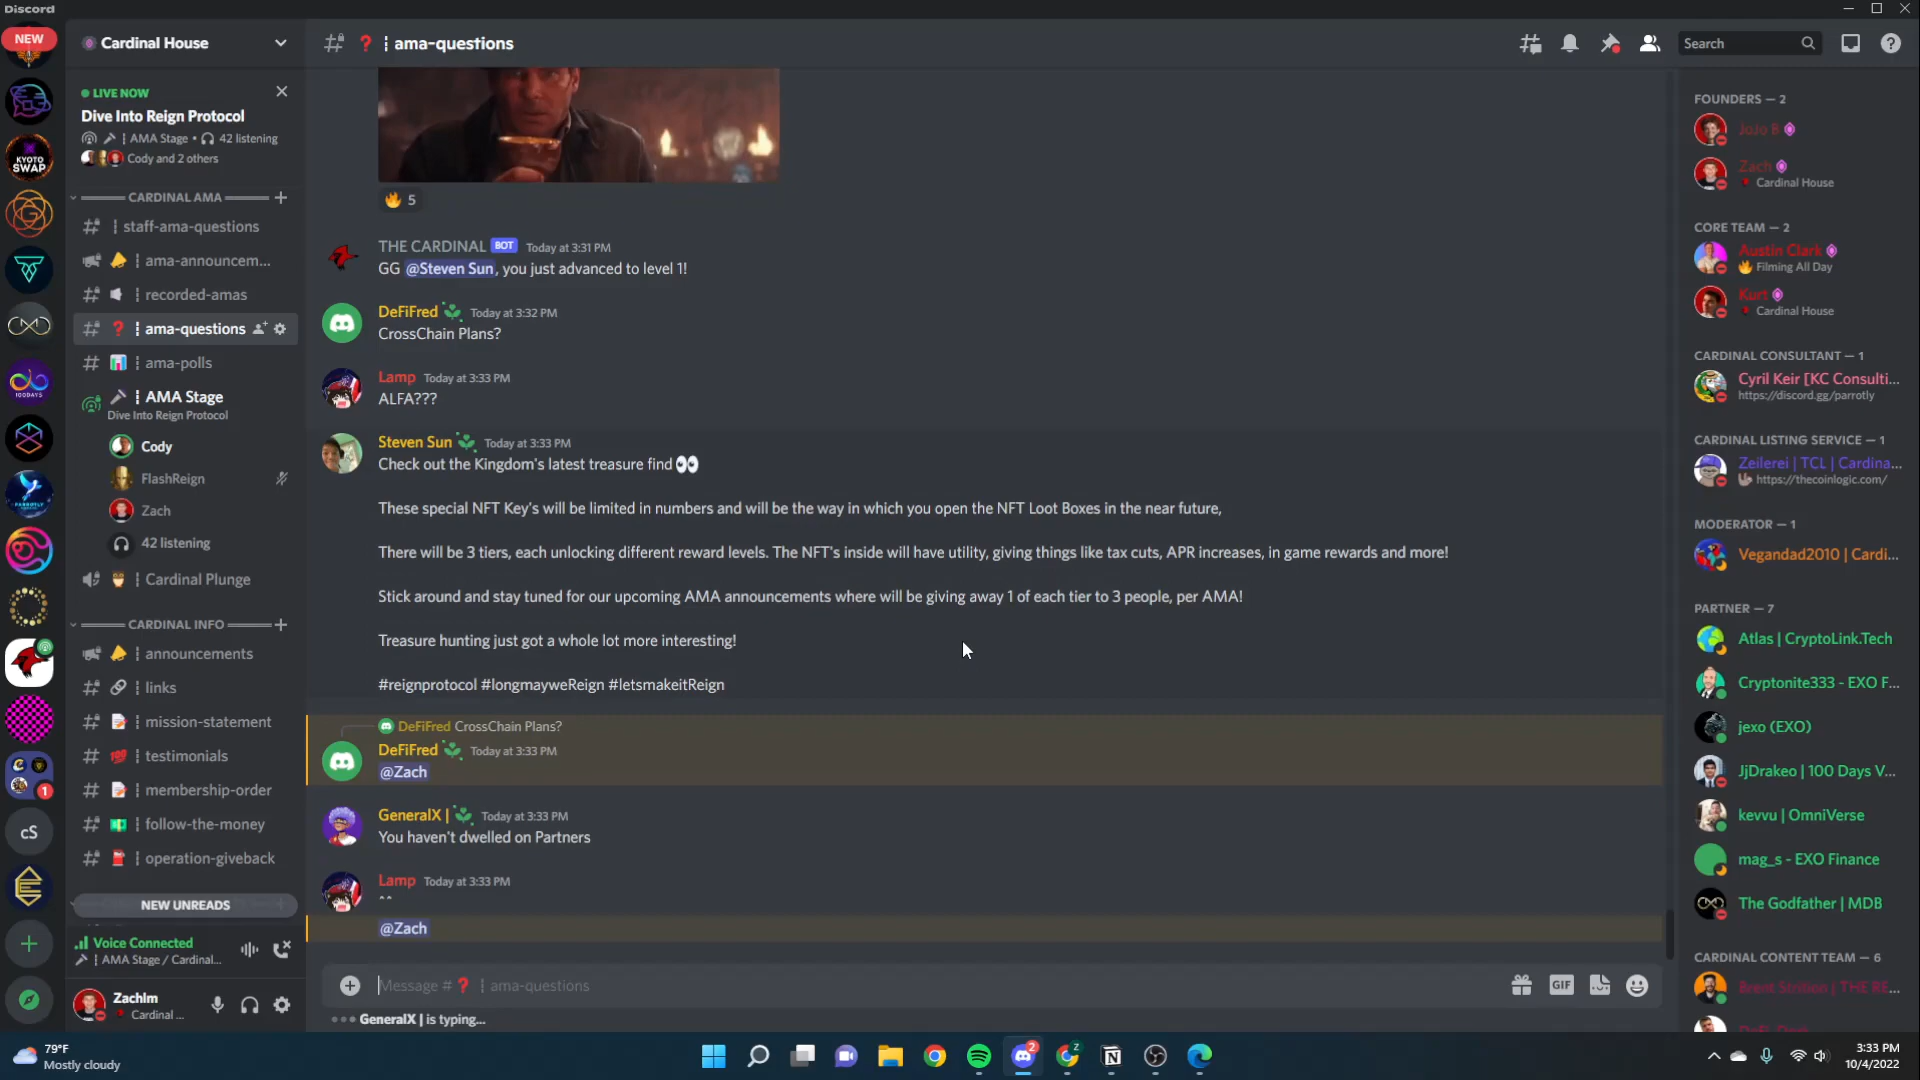 Discord
NEW
Cardinal House
LIVE NOW
Dive Into Reign Protocol
¦ AMA Stage • 42 listening
Cody and 2 others
CARDINAL AMA
¦ staff-ama-questions
¦ ama-announcem...
¦ recorded-amas
¦ ama-questions
¦ ama-polls
¦ AMA Stage
Dive Into Reign Protocol
Cody
FlashReign
Zach
42 listening
¦ Cardinal Plunge
CARDINAL INFO
¦ announcements
¦ links
¦ mission-statement
¦ testimonials
¦ membership-order
¦ follow-the-money
¦ operation-giveback
NEW UNREADS
Voice Connected
¦ AMA Stage / Cardinal...
Zachlm
Cardinal ...
KYOTO
SWAP
100DAYS
1
cS
❓ ¦ ama-questions
Search
🔥 5
THE CARDINAL BOT Today at 3:31 PM
GG @Steven Sun, you just advanced to level 1!
DeFiFred Today at 3:32 PM
CrossChain Plans?
Lamp Today at 3:33 PM
ALFA???
Steven Sun Today at 3:33 PM
Check out the Kingdom's latest treasure find 👀
These special NFT Key's will be limited in numbers and will be the way in which you open the NFT Loot Boxes in the near future,
There will be 3 tiers, each unlocking different reward levels. The NFT's inside will have utility, giving things like tax cuts, APR increases, in game rewards and more!
Stick around and stay tuned for our upcoming AMA announcements where will be giving away 1 of each tier to 3 people, per AMA!
Treasure hunting just got a whole lot more interesting!
#reignprotocol #longmayweReign #letsmakeitReign
DeFiFred CrossChain Plans?
DeFiFred Today at 3:33 PM
@Zach
GeneralX | Today at 3:33 PM
You haven't dwelled on Partners
Lamp Today at 3:33 PM
^^
@Zach
Message # ❓ ¦ ama-questions
GIF
GeneralX | is typing...
FOUNDERS — 2
JoJo B
Zach
Cardinal House
CORE TEAM — 2
Austin Clark
🔥 Filming All Day
Kurt
Cardinal House
CARDINAL CONSULTANT — 1
Cyril Keir [KC Consulti...
https://discord.gg/parrotly
CARDINAL LISTING SERVICE — 1
Zeilerei | TCL | Cardina...
https://thecoinlogic.com/
MODERATOR — 1
Vegandad2010 | Cardi...
PARTNER — 7
Atlas | CryptoLink.Tech
Cryptonite333 - EXO F...
jexo (EXO)
JjDrakeo | 100 Days V...
kevvu | OmniVerse
mag_s - EXO Finance
The Godfather | MDB
CARDINAL CONTENT TEAM — 6
79°F
Mostly cloudy
2
Z
3:33 PM
10/4/2022